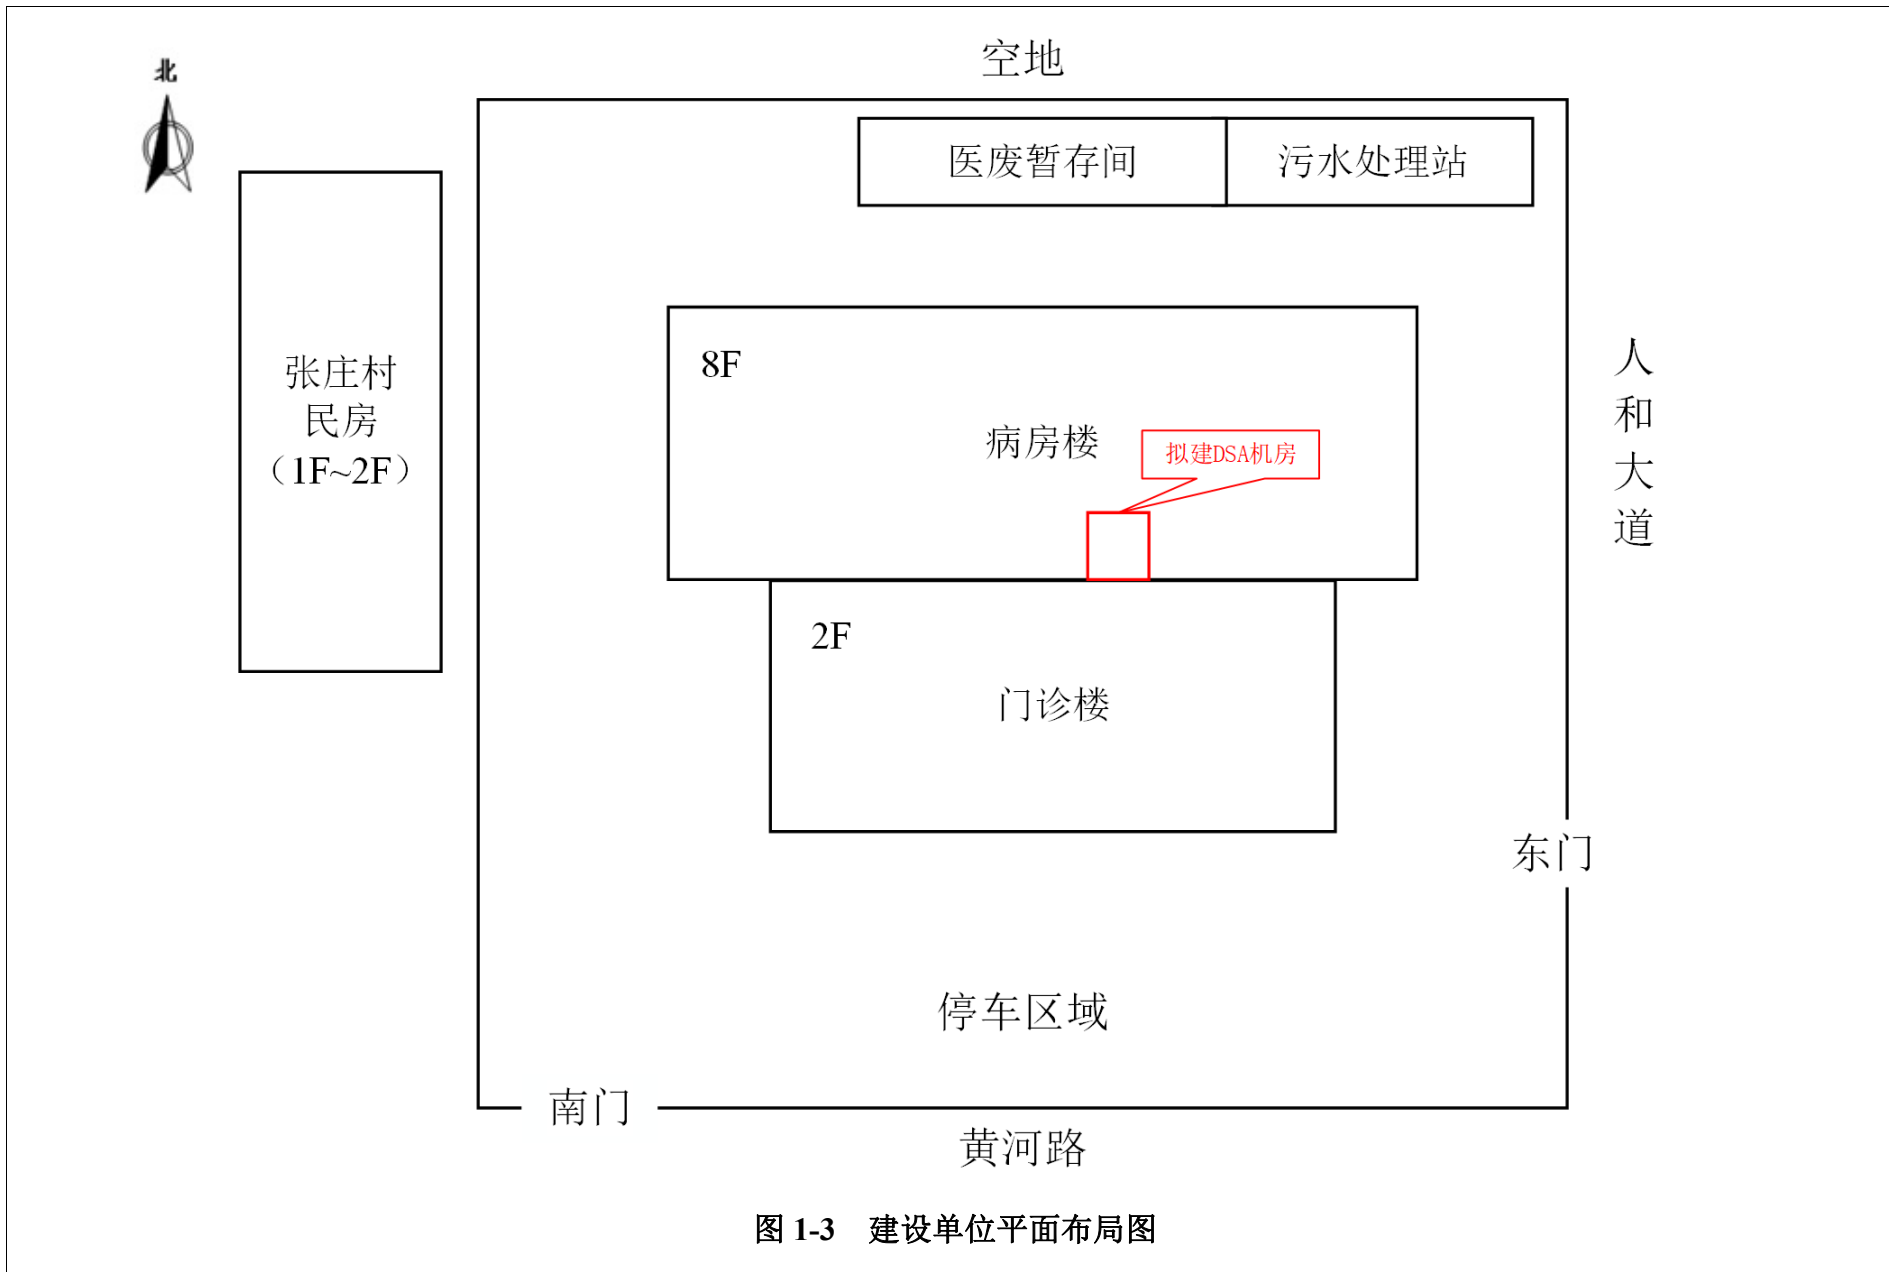 空地
北
医废暂存间
污水处理站
张庄村
民房
（1F~2F）
8F
病房楼
拟建DSA机房
人
和
大
道
2F
门诊楼
东门
停车区域
南门
黄河路
图 1-3 建设单位平面布局图